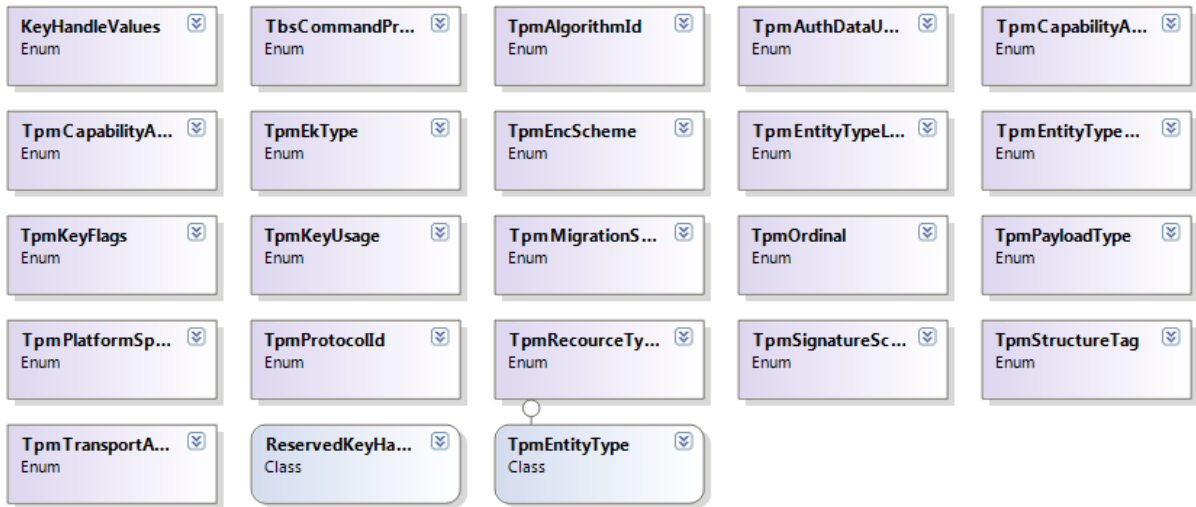 KeyHandleValues
Enum
TbsCommandPr...
Enum
TpmAlgorithmId
Enum
TpmAuthDataU...
Enum
TpmCapabilityA...
Enum
TpmCapabilityA...
Enum
TpmEkType
Enum
TpmEncScheme
Enum
TpmEntityTypeL...
Enum
TpmEntityType...
Enum
TpmKeyFlags
Enum
TpmKeyUsage
Enum
TpmMigrationS...
Enum
TpmOrdinal
Enum
TpmPayloadType
Enum
TpmPlatformSp...
Enum
TpmProtocolId
Enum
TpmRecourceTy...
Enum
TpmSignatureSc...
Enum
TpmStructureTag
Enum
TpmTransportA...
Enum
ReservedKeyHa...
Class
TpmEntityType
Class